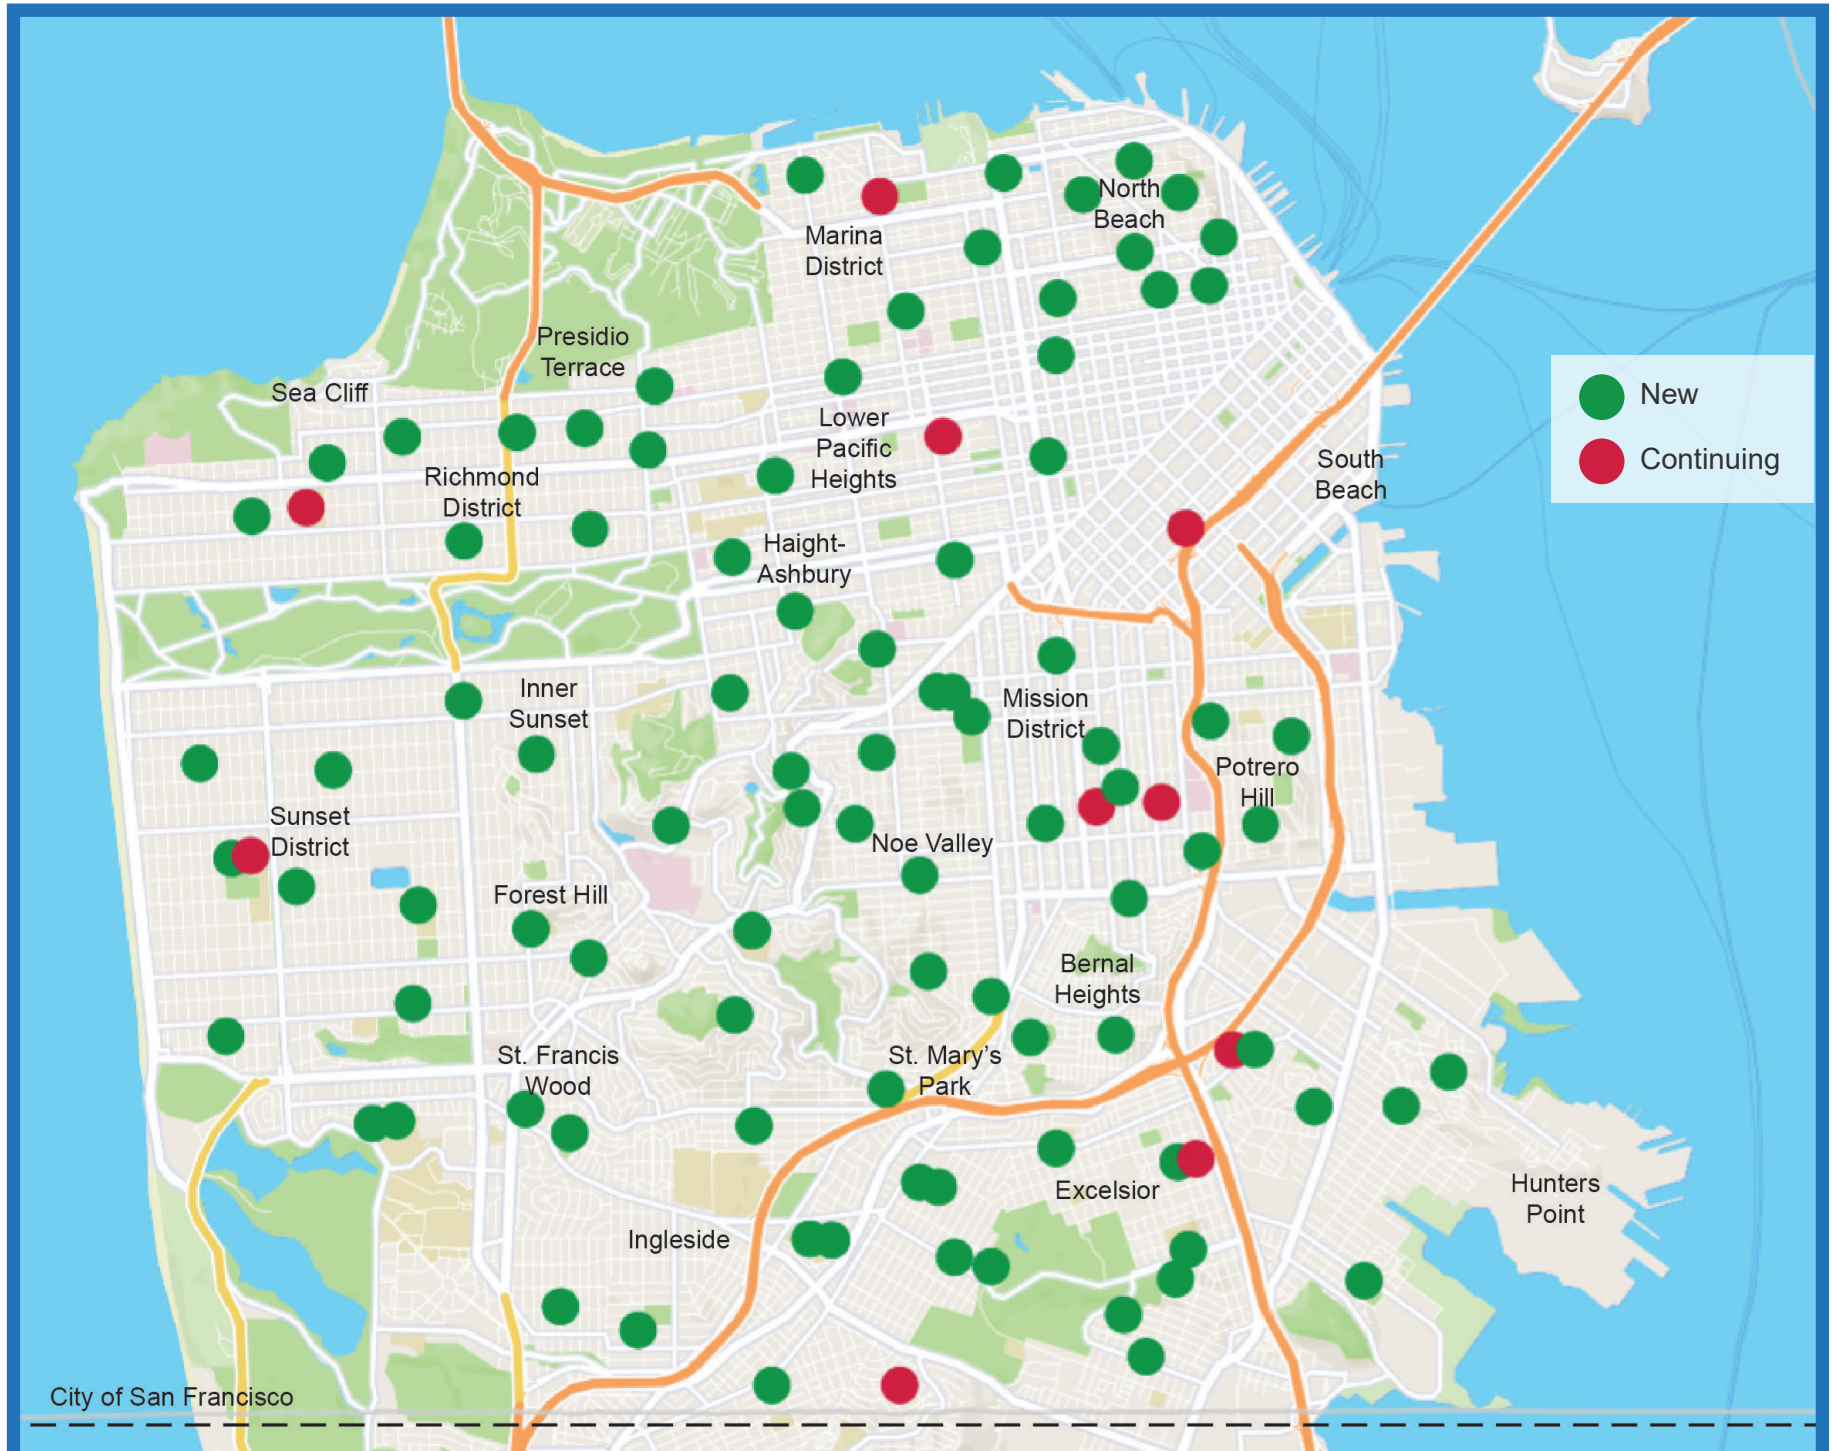 North
Beach
Marina
District
Presidio
Terrace
Sea Cliff
New
Lower
Pacific
Heights
Continuing
South
Beach
Richmond
District
Haight-
Ashbury
Inner
Sunset
Mission
District
Potrero
Hill
Sunset
District
Noe Valley
Forest Hill
Bernal
Heights
St. Francis
Wood
St. Mary's
Park
Excelsior
Hunters
Point
Ingleside
City of San Francisco